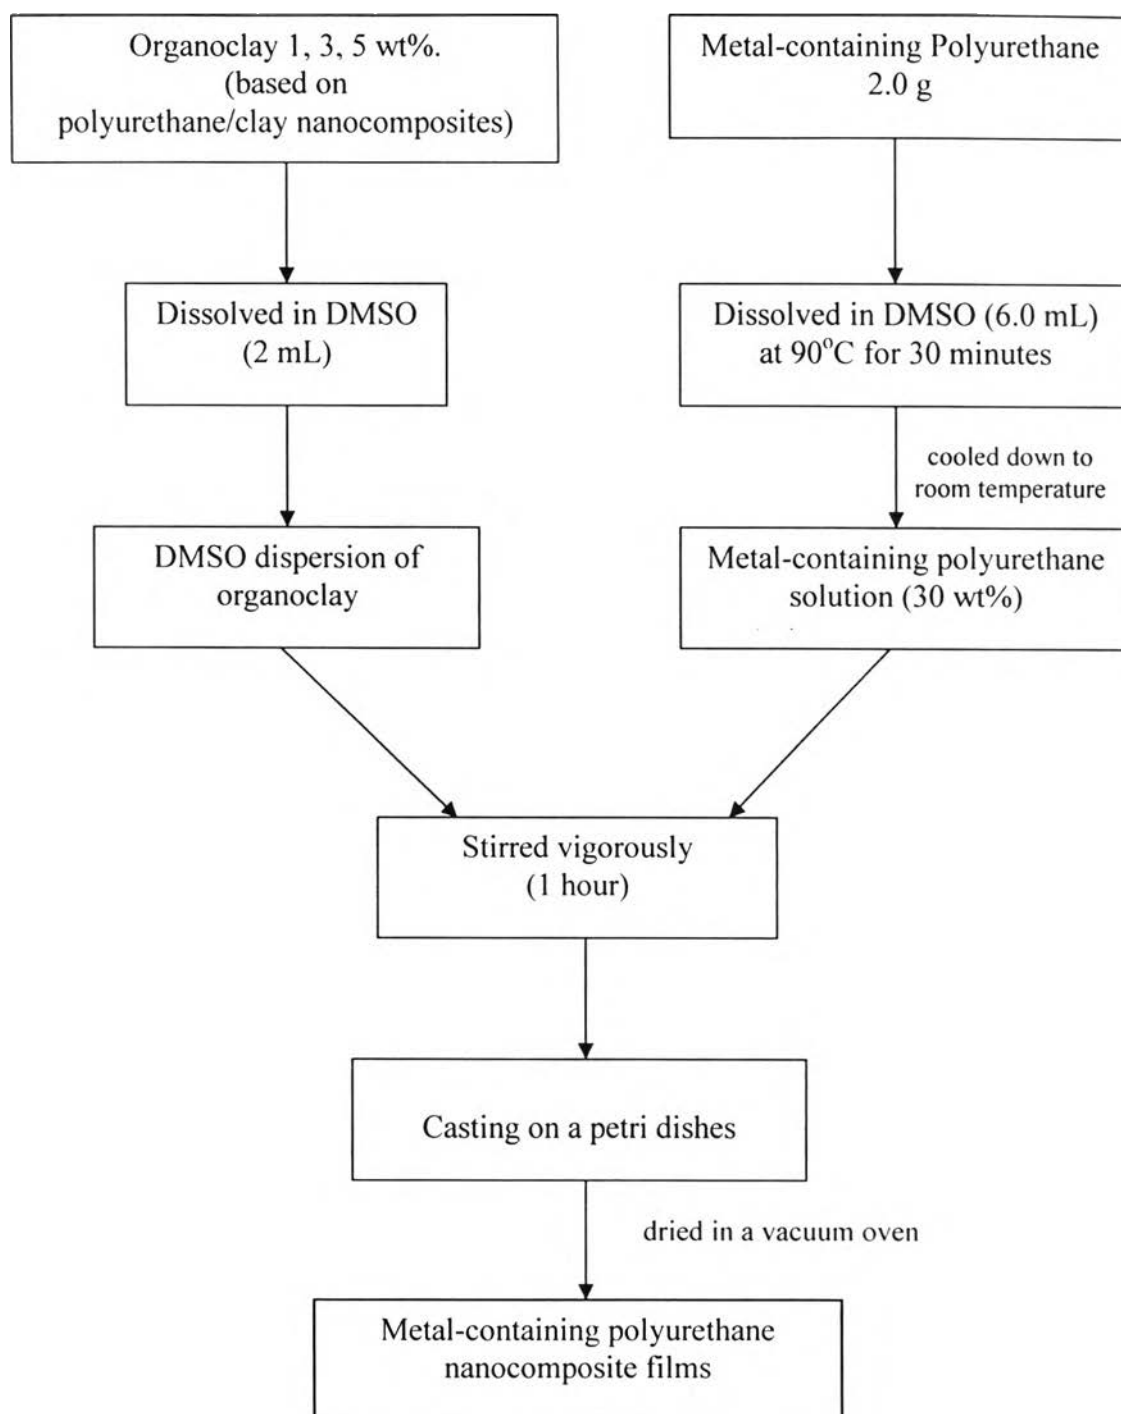 Organoclay 1, 3, 5 wt%.
(based on
polyurethane/clay nanocomposites)
Metal-containing Polyurethane
2.0 g
Dissolved in DMSO
(2 mL)
Dissolved in DMSO (6.0 mL)
at 90°C for 30 minutes
cooled down to
room temperature
DMSO dispersion of
organoclay
Metal-containing polyurethane
solution (30 wt%)
Stirred vigorously
(1 hour)
Casting on a petri dishes
dried in a vacuum oven
Metal-containing polyurethane
nanocomposite films